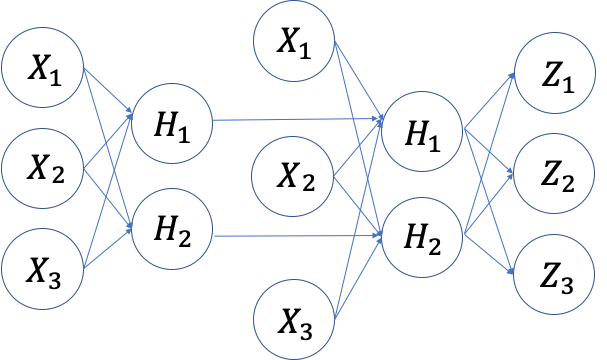 X₁
X₂
X₃
H₁
H₂
X₁
X₂
X₃
H₁
H₂
Z₁
Z₂
Z₃